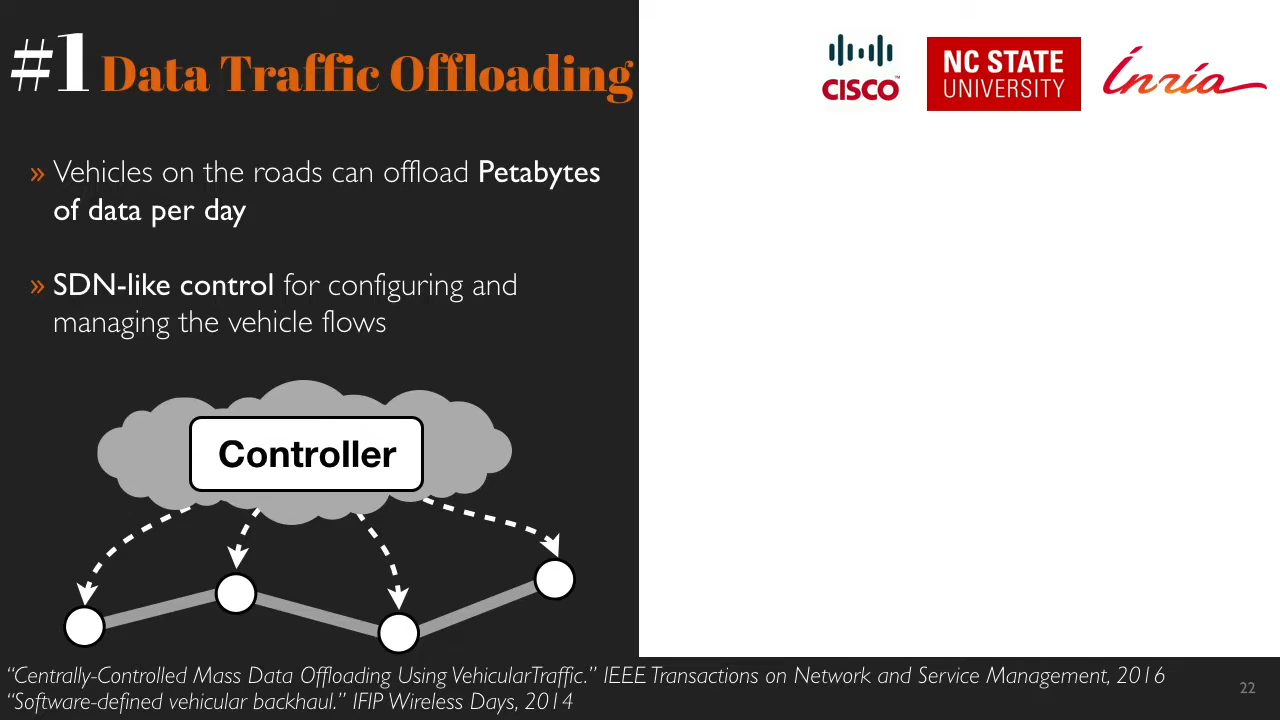 #1 Data Traffic Offloading
CISCO™
NC STATE
UNIVERSITY
Inria
» Vehicles on the roads can offload Petabytes
of data per day
» SDN-like control for configuring and
managing the vehicle flows
Controller
“Centrally-Controlled Mass Data Offloading Using VehicularTraffic.” IEEE Transactions on Network and Service Management, 2016
“Software-defined vehicular backhaul.” IFIP Wireless Days, 2014
22